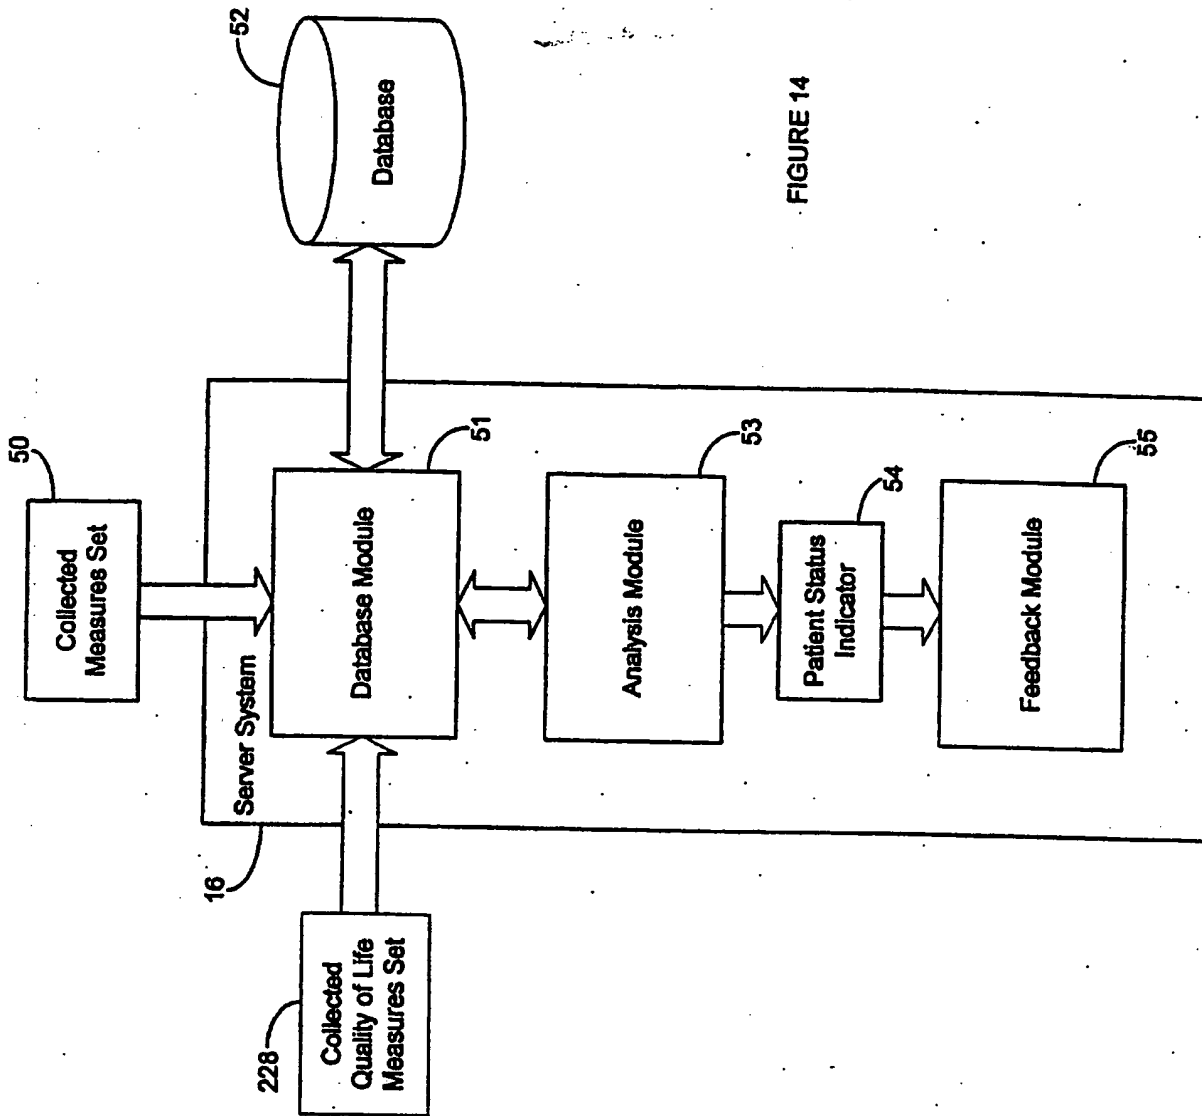 50
Collected
Measures Set
52
Database
Server System
16
228
Collected
Quality of Life
Measures Set
Database Module
51
Analysis Module
53
Patient Status
Indicator
54
Feedback Module
55
FIGURE 14